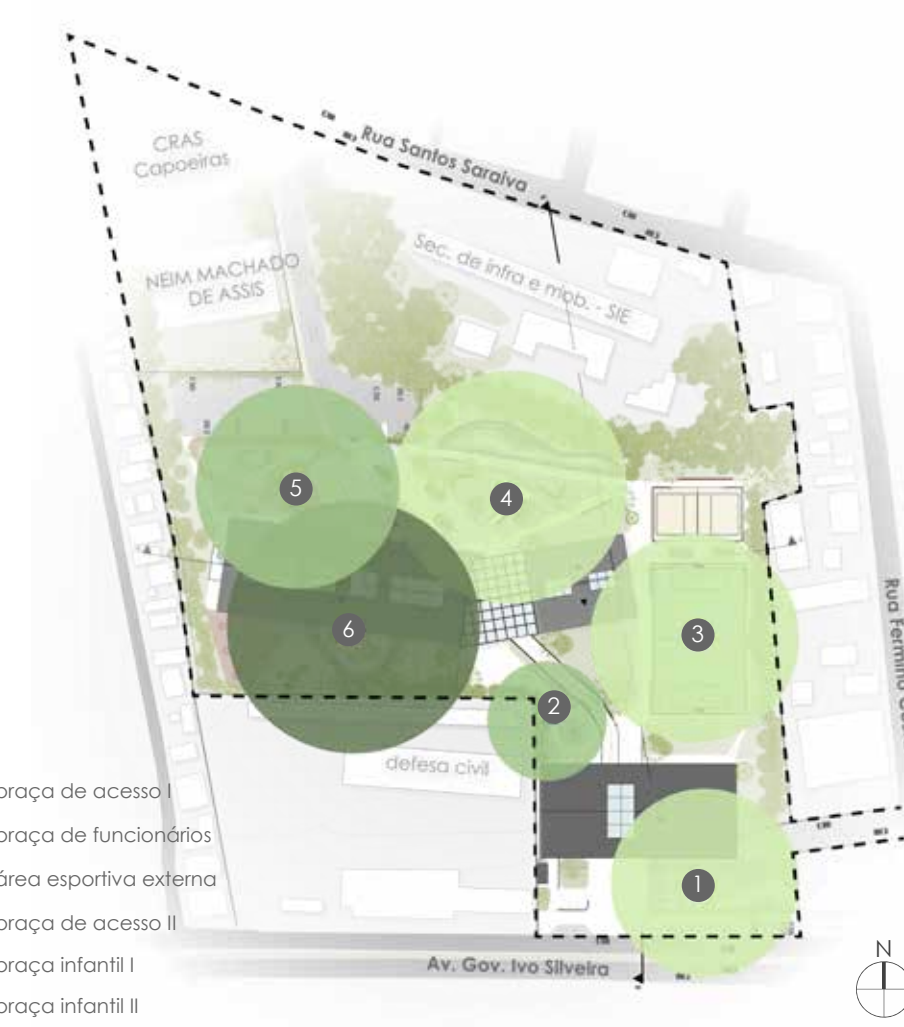 CRAS
Capoeiras
Rua Santos Saraiva
NEIM MACHADO
DE ASSIS
Sec. de infra e mob. - SIE
5
4
6
3
2
Rua Fermino
defesa civil
praça de acesso I
praça de funcionários
área esportiva externa
praça de acesso II
praça infantil I
praça infantil II
1
Av. Gov. Ivo Silveira
N